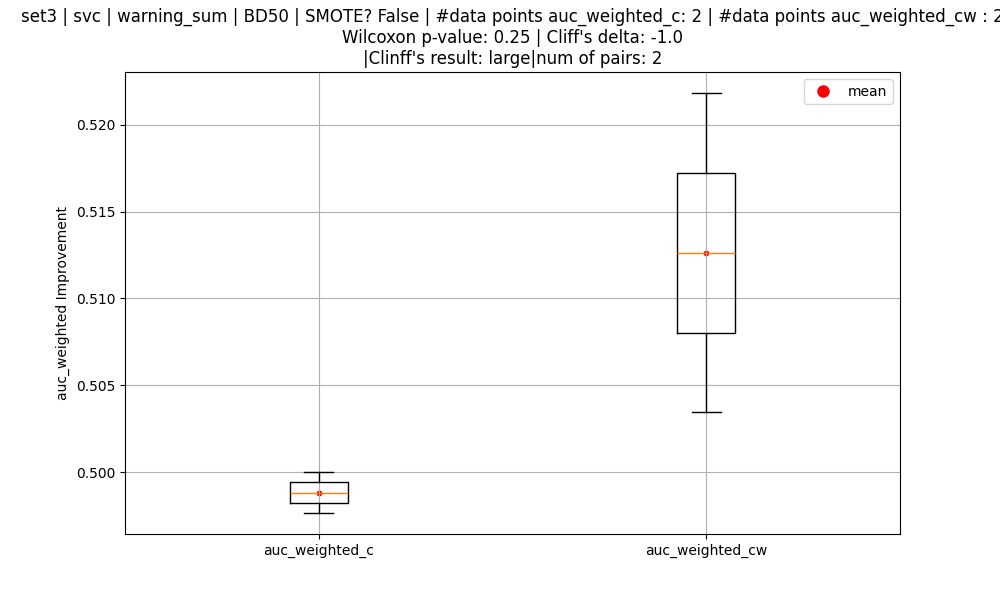 set3 | svc | warning_sum | BD50 | SMOTE? False | #data points auc_weighted_c: 2 | #data points auc_weighted_cw : 2
Wilcoxon p-value: 0.25 | Cliff's delta: -1.0
|Clinff's result: large|num of pairs: 2
mean
0.520
0.515
0.510
0.505
0.500
auc_weighted Improvement
auc_weighted_c
auc_weighted_cw